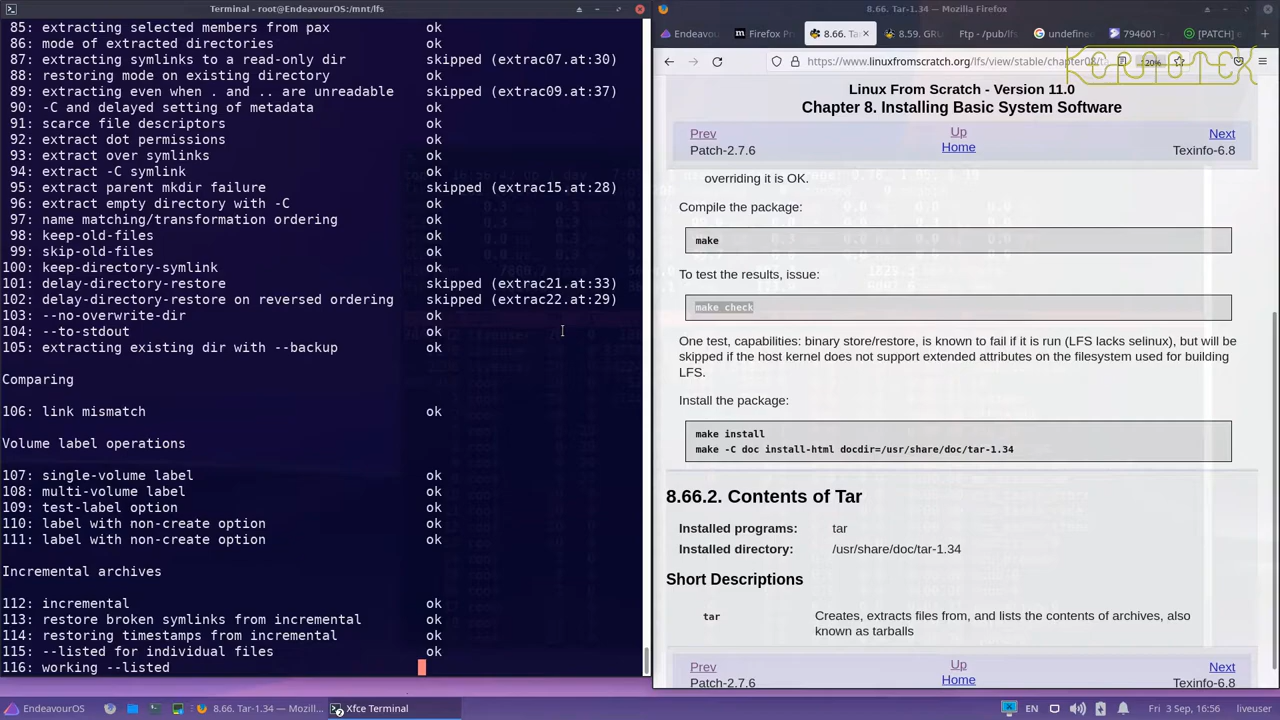 Terminal - root@EndeavourOS:/mnt/lfs
85: extracting selected members from pax ok
86: mode of extracted directories ok
87: extracting symlinks to a read-only dir skipped (extrac07.at:30)
88: restoring mode on existing directory ok
89: extracting even when . and .. are unreadable skipped (extrac09.at:37)
90: -C and delayed setting of metadata ok
91: scarce file descriptors ok
92: extract dot permissions ok
93: extract over symlinks ok
94: extract -C symlink ok
95: extract parent mkdir failure skipped (extrac15.at:28)
96: extract empty directory with -C ok
97: name matching/transformation ordering ok
98: keep-old-files ok
99: skip-old-files ok
100: keep-directory-symlink ok
101: delay-directory-restore skipped (extrac21.at:33)
102: delay-directory-restore on reversed ordering skipped (extrac22.at:29)
103: --no-overwrite-dir ok
104: --to-stdout ok
105: extracting existing dir with --backup ok
Comparing
106: link mismatch ok
Volume label operations
107: single-volume label ok
108: multi-volume label ok
109: test-label option ok
110: label with non-create option ok
111: label with non-create option ok
Incremental archives
112: incremental ok
113: restore broken symlinks from incremental ok
114: restoring timestamps from incremental ok
115: --listed for individual files ok
116: working --listed
8.66. Tar-1.34 — Mozilla Firefox
Endeavou Firefox Pr 8.66. Tar-1.34 8.59. GRU Ftp - /pub/lfs undefined 794601 – [PATCH]
https://www.linuxfromscratch.org/lfs/view/stable/chapter08/t 120%
Linux From Scratch - Version 11.0
Chapter 8. Installing Basic System Software
Prev Up Next
Patch-2.7.6 Home Texinfo-6.8
overriding it is OK.
Compile the package:
make
To test the results, issue:
make check
One test, capabilities: binary store/restore, is known to fail if it is run (LFS lacks selinux), but will be
skipped if the host kernel does not support extended attributes on the filesystem used for building
LFS.
Install the package:
make install
make -C doc install-html docdir=/usr/share/doc/tar-1.34
8.66.2. Contents of Tar
Installed programs: tar
Installed directory: /usr/share/doc/tar-1.34
Short Descriptions
tar Creates, extracts files from, and lists the contents of archives, also
known as tarballs
Prev Up Next
Patch-2.7.6 Home Texinfo-6.8
EndeavourOS 8.66. Tar-1.34 — Mozill... Xfce Terminal EN Fri 3 Sep, 16:56 liveuser